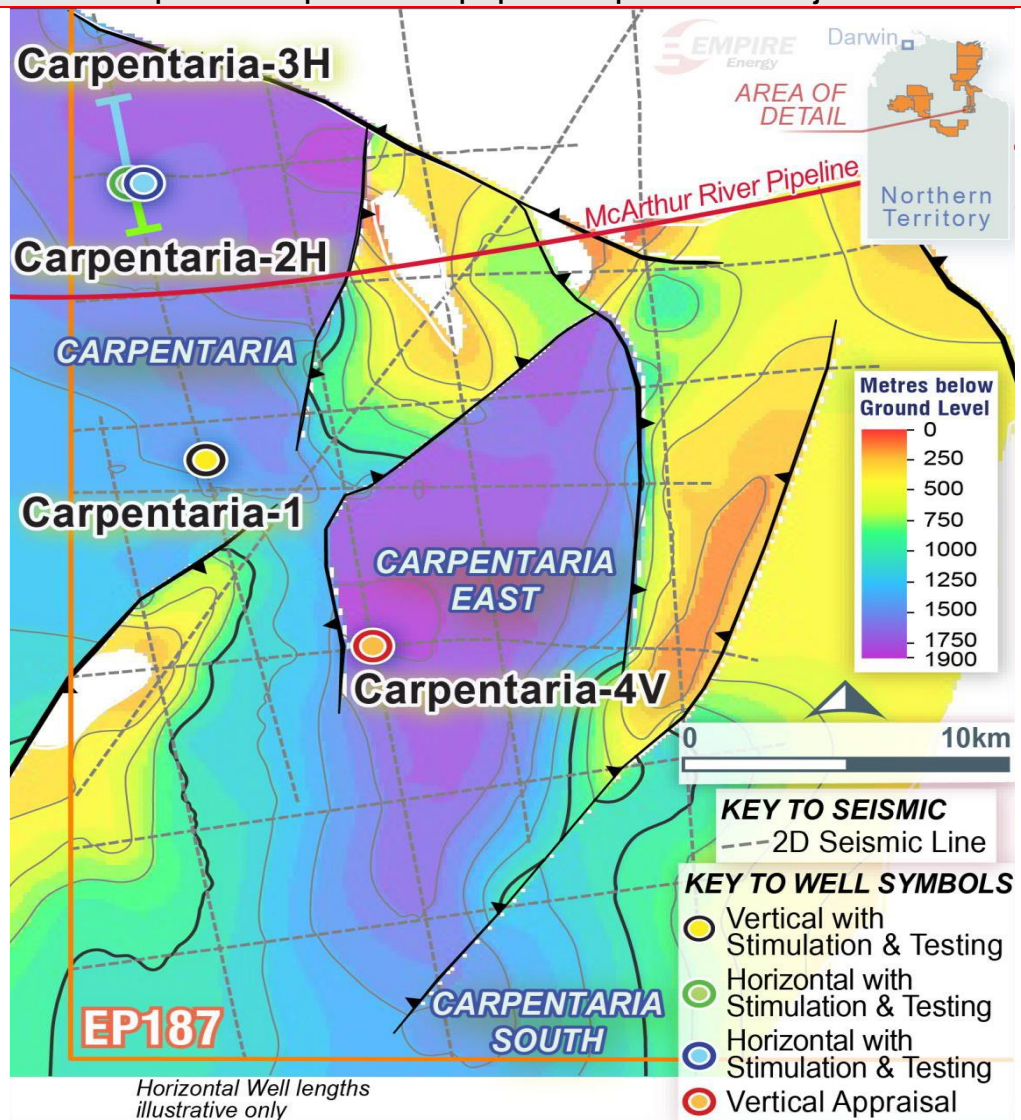 Carpentaria-3H
EMPIRE
Energy
Darwin
AREA OF
DETAIL
Northern
Territory
McArthur River Pipeline
Carpentaria-2H
CARPENTARIA
Metres below
Ground Level
0
250
500
750
1000
1250
1500
1750
1900
Carpentaria-1
CARPENTARIA
EAST
Carpentaria-4V
0 10km
KEY TO SEISMIC
2D Seismic Line
KEY TO WELL SYMBOLS
Vertical with
Stimulation & Testing
Horizontal with
Stimulation & Testing
Horizontal with
Stimulation & Testing
Vertical Appraisal
CARPENTARIA
SOUTH
EP187
Horizontal Well lengths
illustrative only